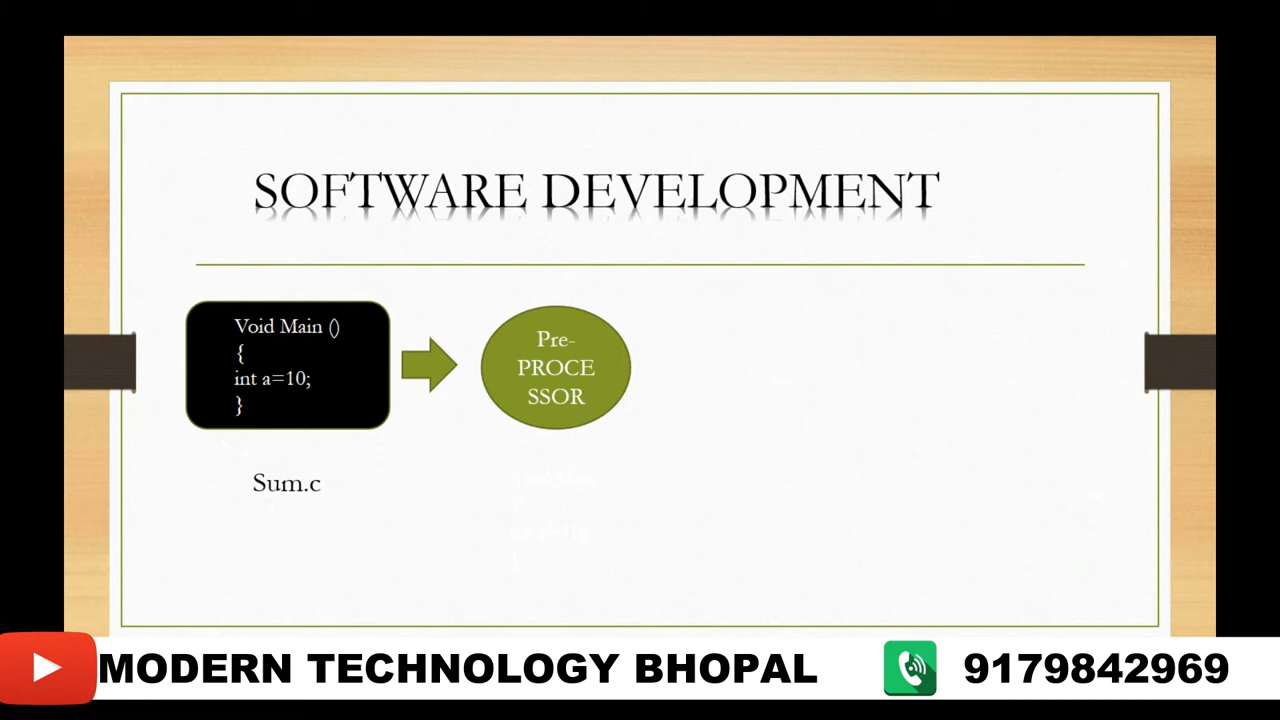 SOFTWARE DEVELOPMENT
Void Main ()
{
int a=10;
}
Pre-
PROCE
SSOR
Sum.c
MODERN TECHNOLOGY BHOPAL
9179842969